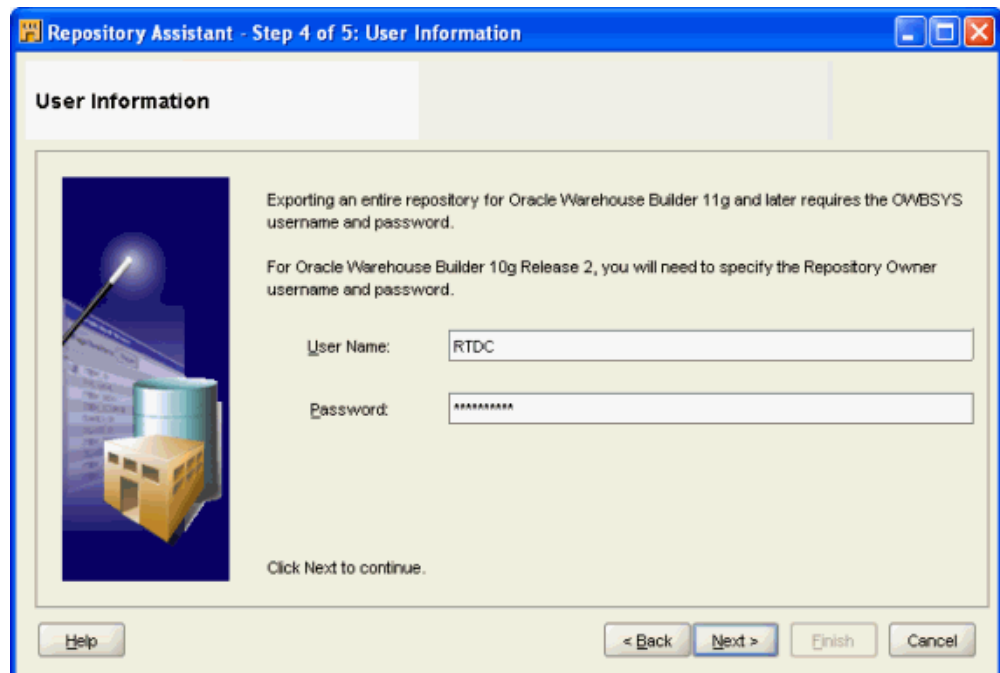 Repository Assistant - Step 4 of 5: User Information
User Information
Exporting an entire repository for Oracle Warehouse Builder 11g and later requires the OWBSYS
username and password.
For Oracle Warehouse Builder 10g Release 2, you will need to specify the Repository Owner
username and password.
User Name: RTDC
Password: **********
Click Next to continue.
Help < Back Next > Finish Cancel